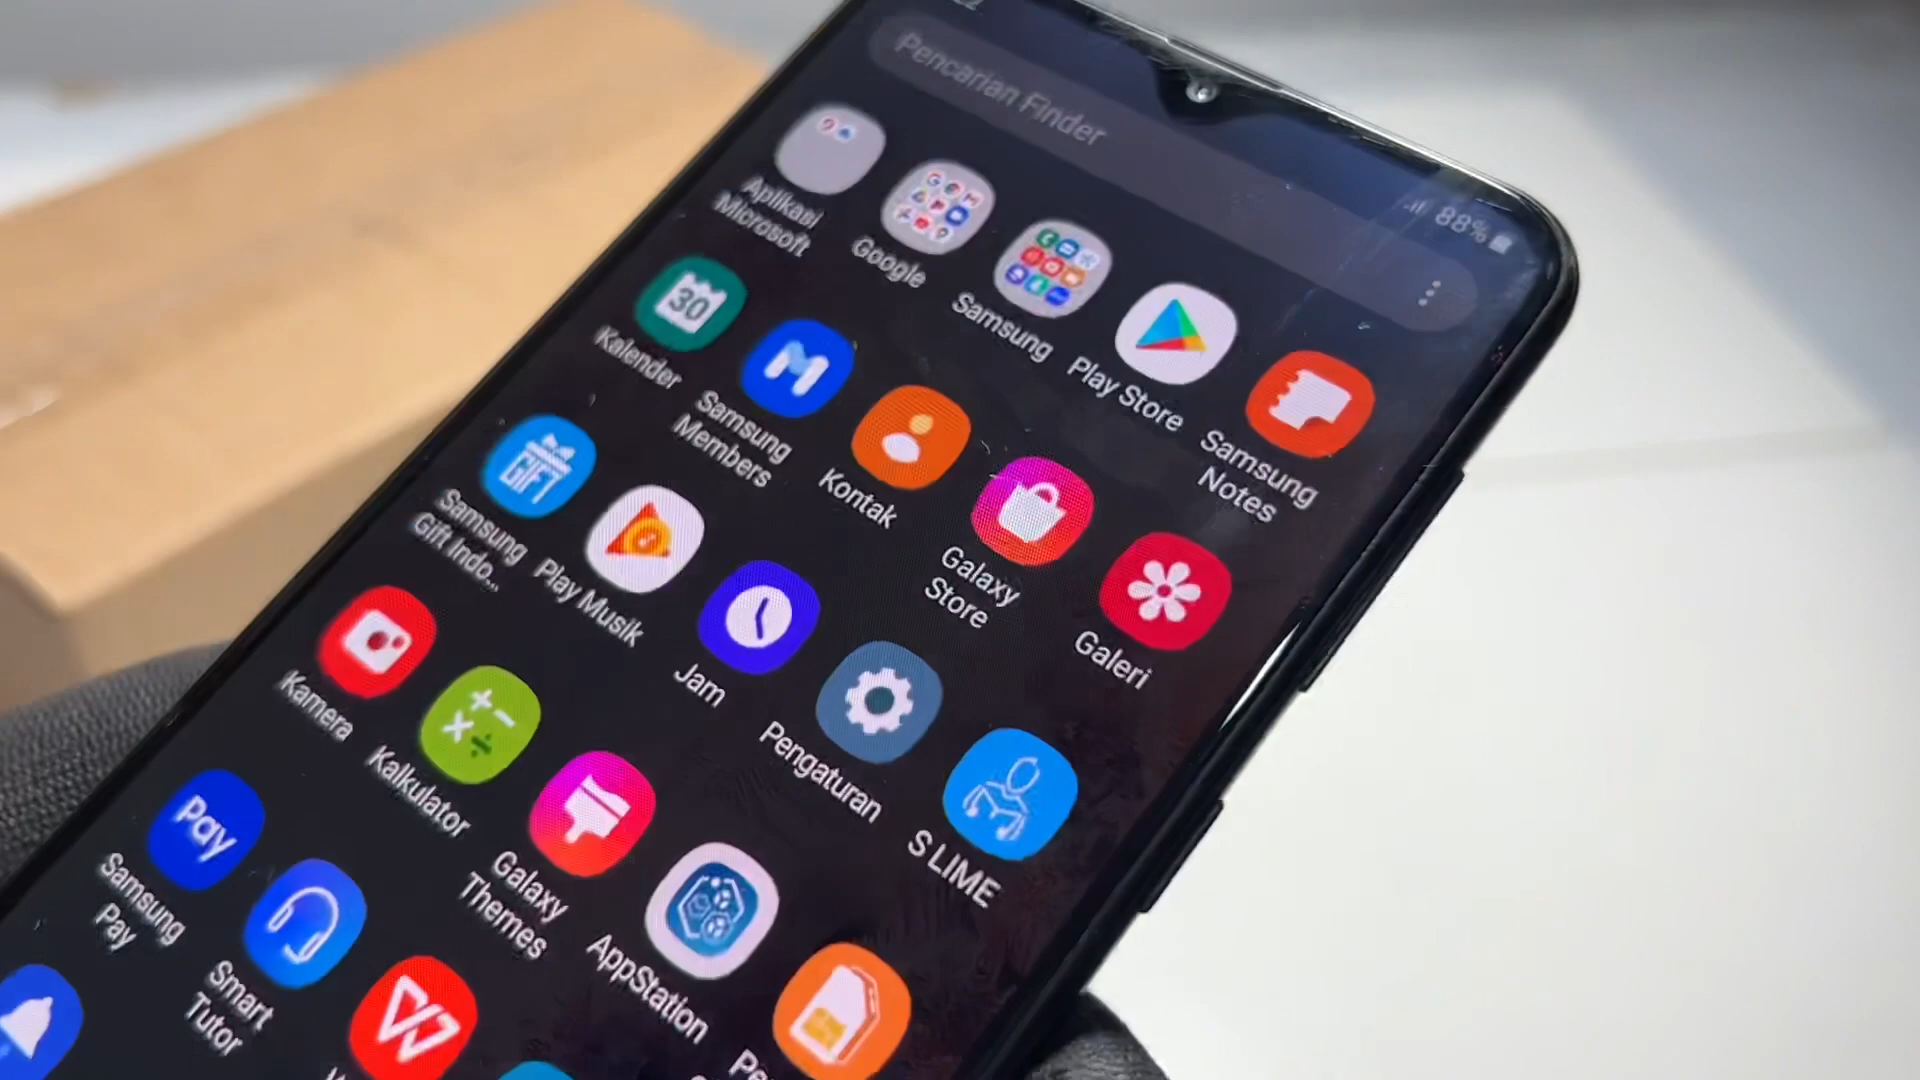 Pencarian Finder
88%
Aplikasi
Microsoft
Google
Samsung
Play Store
Samsung
Notes
30
Kalender
Samsung
Members
Kontak
Galaxy
Store
Galeri
GIFT
Samsung
Gift Indo...
Play Musik
Jam
Pengaturan
S LIME
Kamera
Kalkulator
Galaxy
Themes
AppStation
Pay
Samsung
Pay
Smart
Tutor